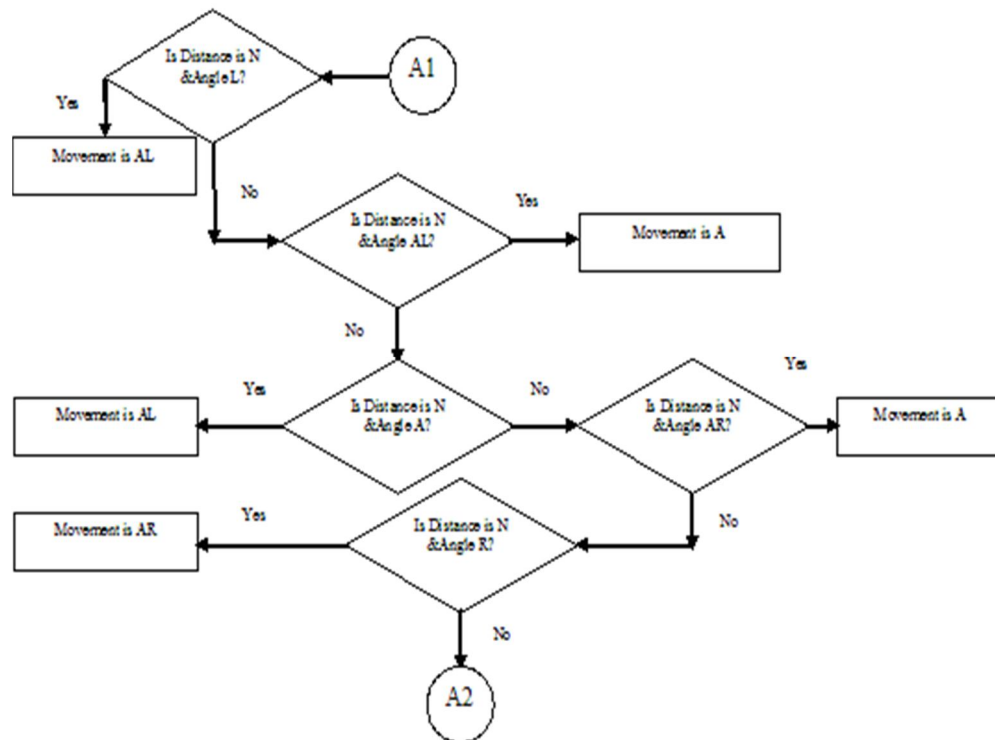 Is Distance is N
&Angle L?
A1
Yes
Movement is AL
No
Is Distance is N
&Angle AL?
Yes
Movement is A
No
Is Distance is N
&Angle A?
Yes
Movement is AL
No
Is Distance is N
&Angle AR?
Yes
Movement is A
No
Is Distance is N
&Angle R?
Yes
Movement is AR
No
A2